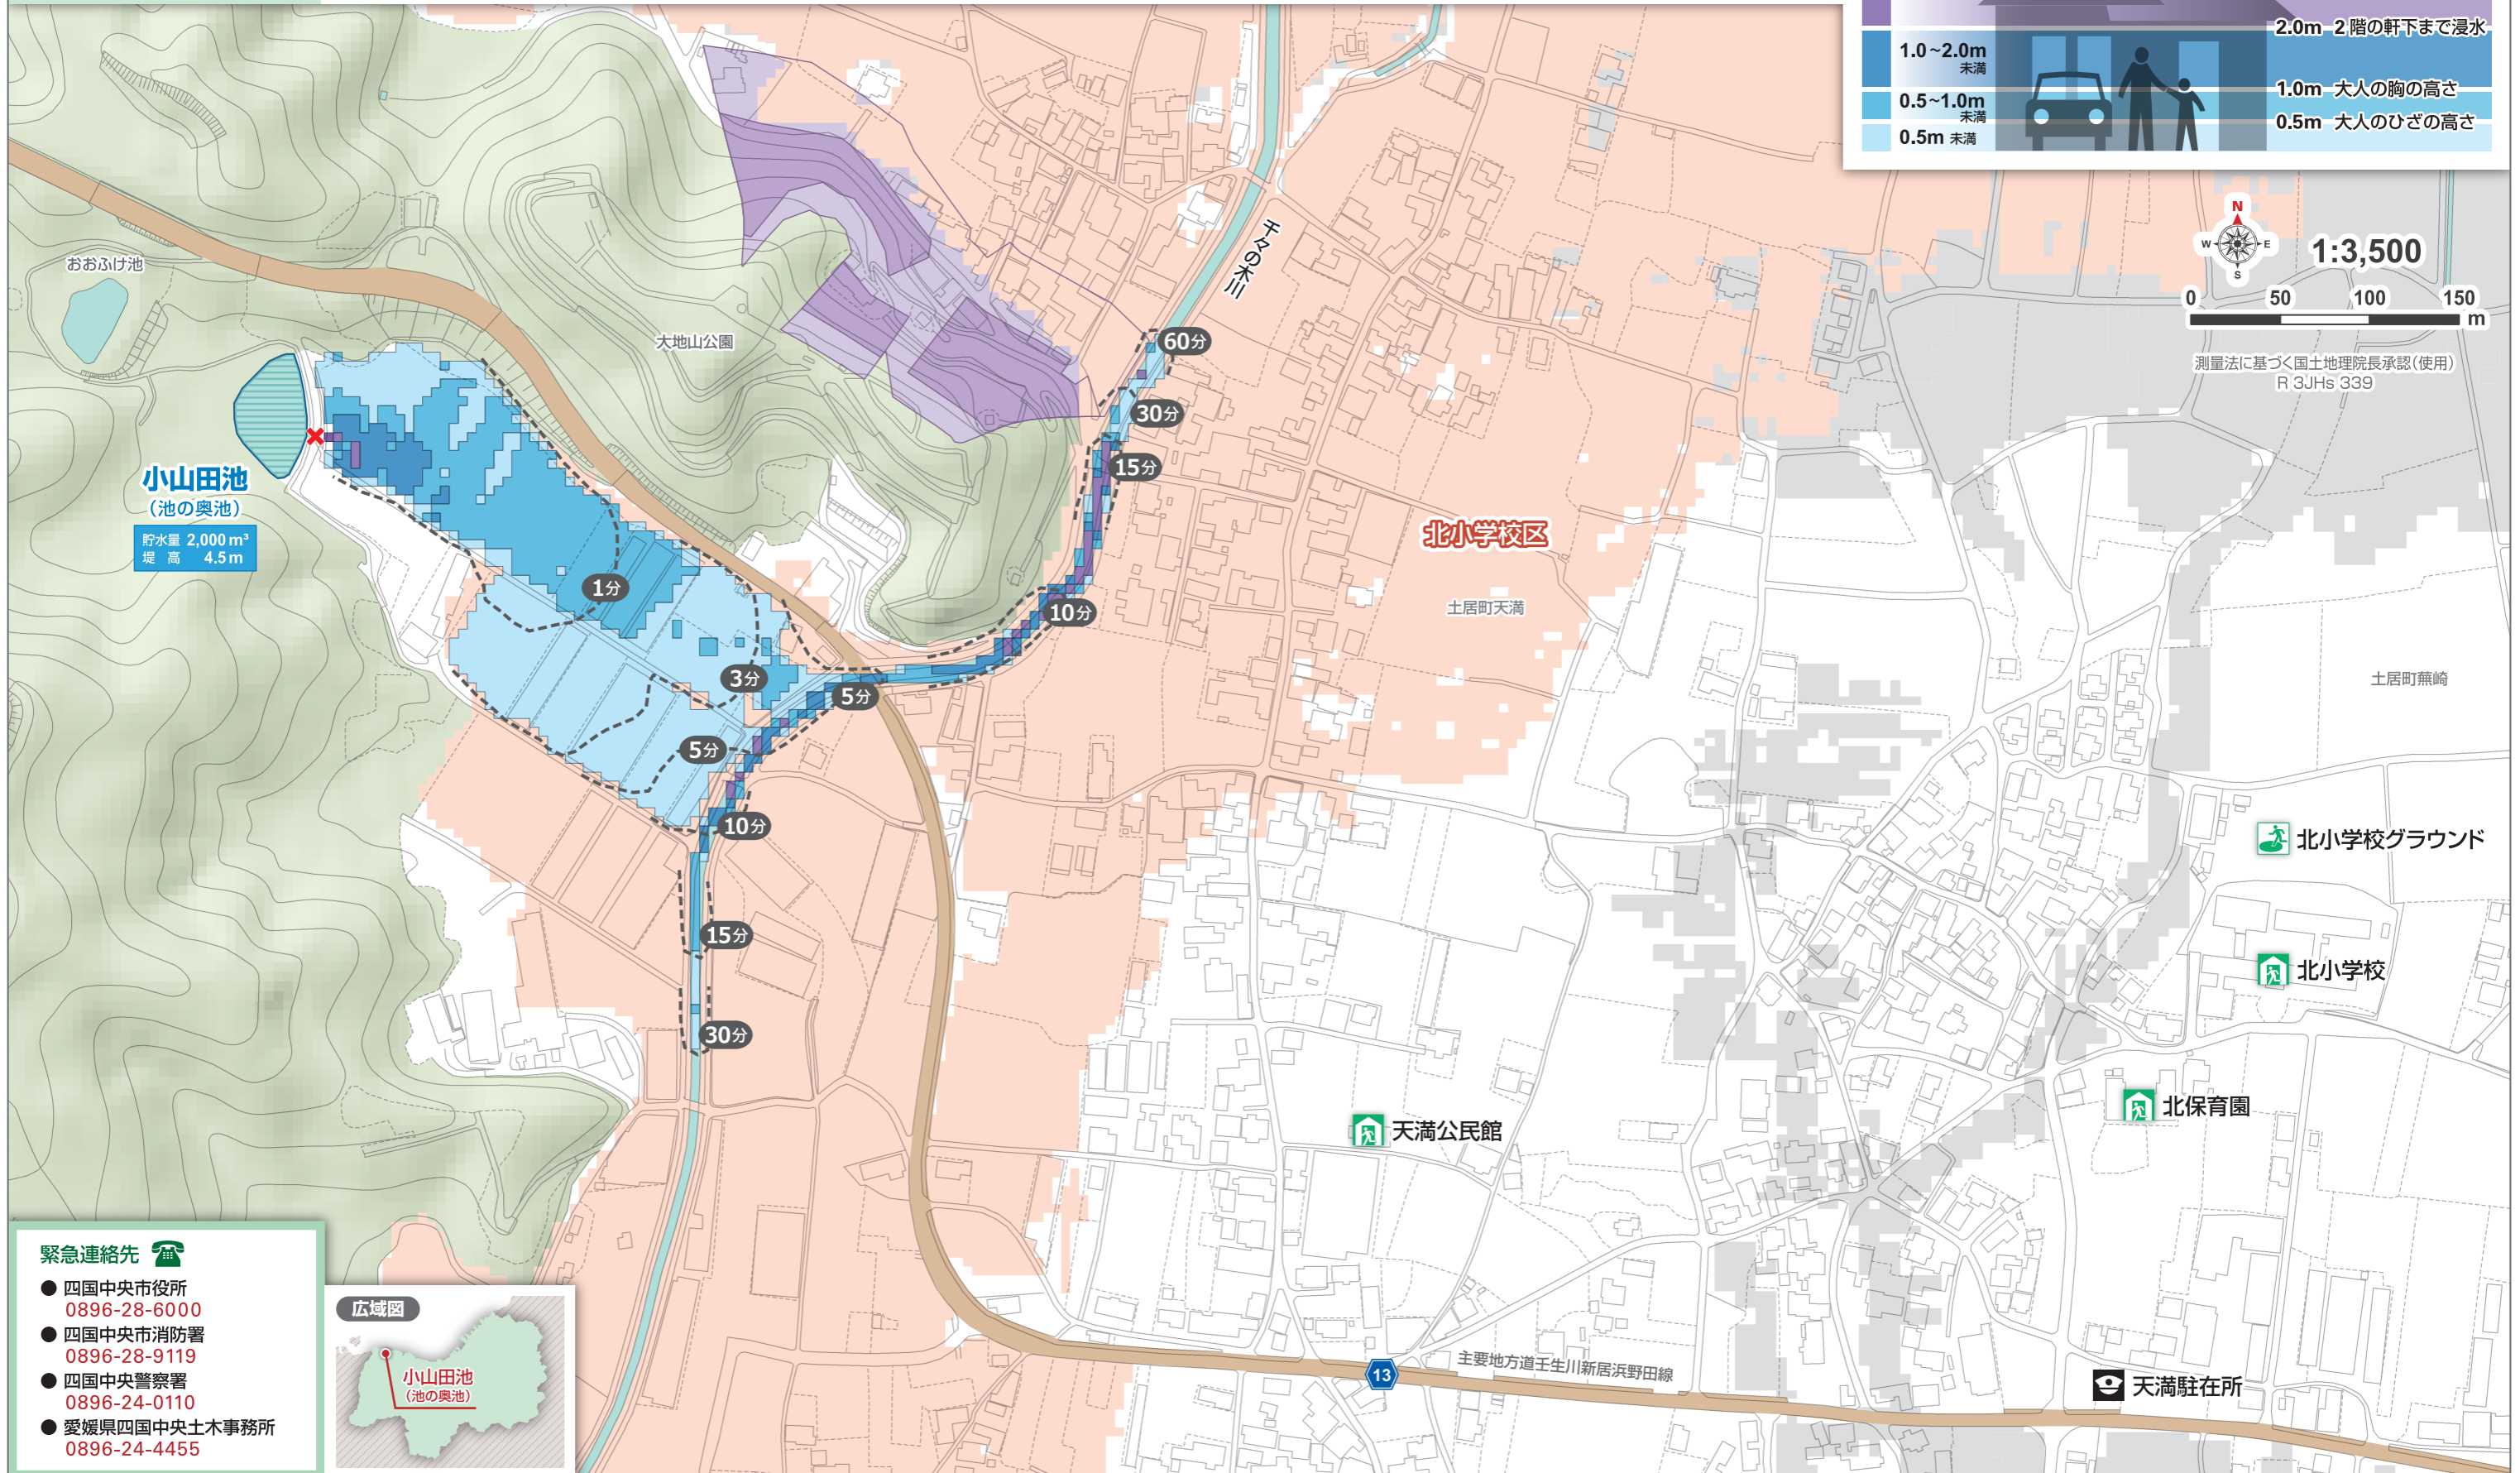 2.0m 2階の軒下まで浸水
1.0~2.0m
未満
1.0m 大人の胸の高さ
0.5~1.0m
未満
0.5m 大人のひざの高さ
0.5m 未満
N
W
E
S
1:3,500
0 50 100 150
m
測量法に基づく国土地理院長承認(使用)
R 3JHs 339
千々の木川
おおふけ池
大地山公園
60分
30分
15分
10分
小山田池
(池の奥池)
貯水量 2,000m³
堤 高 4.5m
北小学校区
土居町天満
土居町蕪崎
1分
3分
5分
5分
10分
15分
30分
北小学校グラウンド
北小学校
北保育園
天満公民館
主要地方道壬生川新居浜野田線
13
天満駐在所
緊急連絡先
● 四国中央市役所
0896-28-6000
● 四国中央市消防署
0896-28-9119
● 四国中央警察署
0896-24-0110
● 愛媛県四国中央土木事務所
0896-24-4455
広域図
小山田池
(池の奥池)